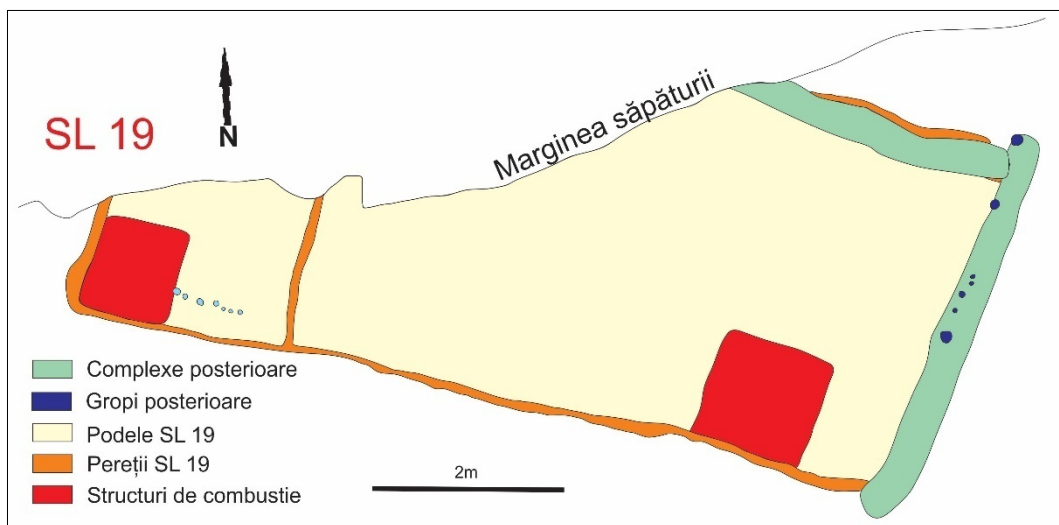 SL 19
N
Marginea săpăturii
Complexe posterioare
Gropi posterioare
Podele SL 19
Pereții SL 19
Structuri de combustie
2m